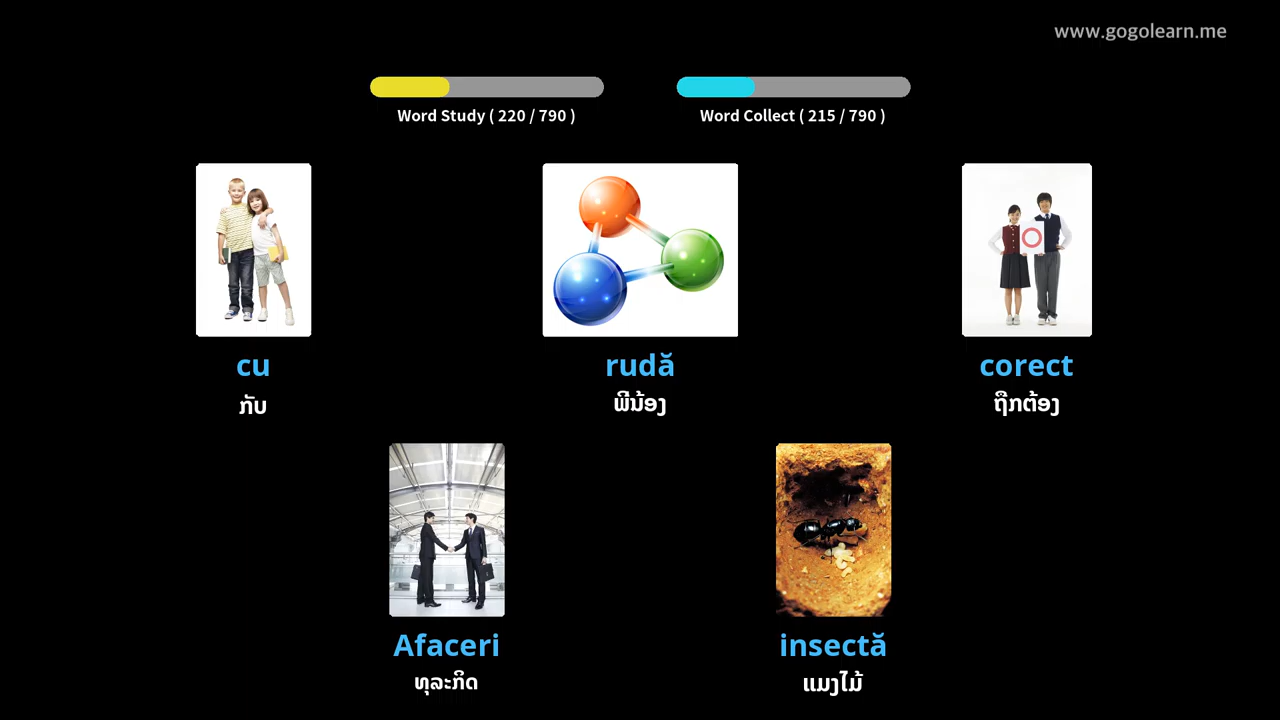 www.gogolearn.me
Word Study ( 220 / 790 )
Word Collect ( 215 / 790 )
cu
ກັບ
rudă
ພີ່ນ້ອງ
corect
ຖືກຕ້ອງ
Afaceri
ທຸລະກິດ
insectă
ແມງໄມ້